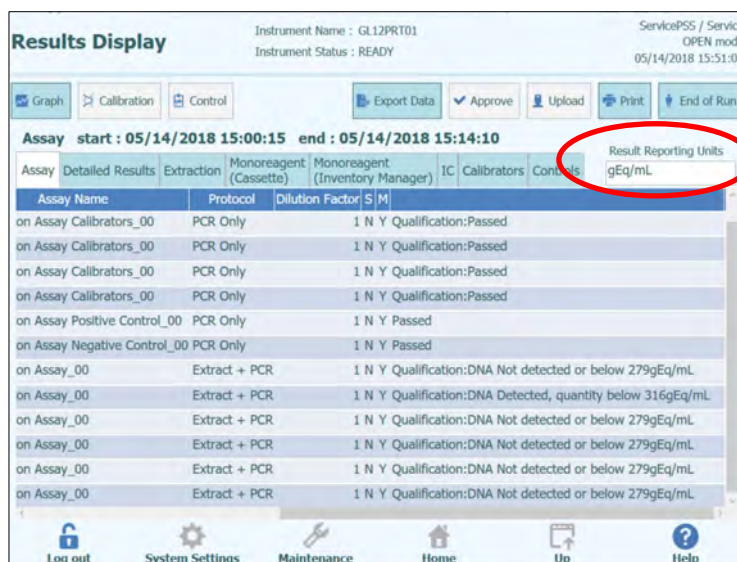 Results Display
Instrument Name : GL12PRT01
Instrument Status : READY
ServicePSS / Servic
OPEN mod
05/14/2018 15:51:0
Graph Calibration Control Export Data Approve Upload Print End of Run
Assay start : 05/14/2018 15:00:15 end : 05/14/2018 15:14:10
Result Reporting Units
gEq/mL
Assay Detailed Results Extraction Monoreagent (Cassette) Monoreagent (Inventory Manager) IC Calibrators Controls
Assay Name Protocol Dilution Factor S M
on Assay Calibrators_00 PCR Only 1 N Y Qualification:Passed
on Assay Calibrators_00 PCR Only 1 N Y Qualification:Passed
on Assay Calibrators_00 PCR Only 1 N Y Qualification:Passed
on Assay Calibrators_00 PCR Only 1 N Y Qualification:Passed
on Assay Positive Control_00 PCR Only 1 N Y Passed
on Assay Negative Control_00 PCR Only 1 N Y Passed
on Assay_00 Extract + PCR 1 N Y Qualification:DNA Not detected or below 279gEq/mL
on Assay_00 Extract + PCR 1 N Y Qualification:DNA Detected, quantity below 316gEq/mL
on Assay_00 Extract + PCR 1 N Y Qualification:DNA Not detected or below 279gEq/mL
on Assay_00 Extract + PCR 1 N Y Qualification:DNA Not detected or below 279gEq/mL
on Assay_00 Extract + PCR 1 N Y Qualification:DNA Not detected or below 279gEq/mL
on Assay_00 Extract + PCR 1 N Y Qualification:DNA Not detected or below 279gEq/mL
Log out System Settings Maintenance Home Up Help